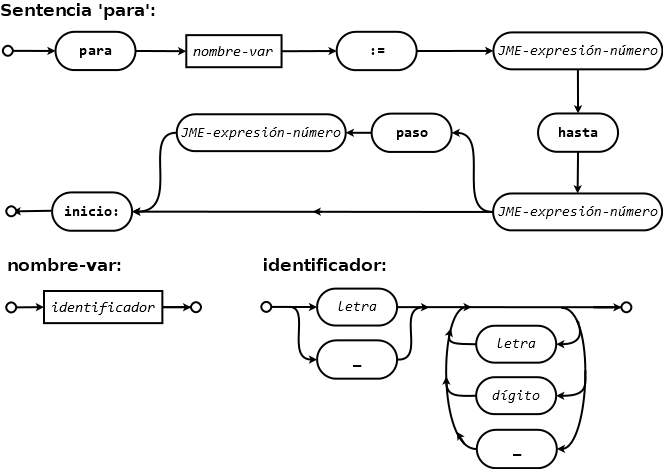 Sentencia 'para':
para nombre-var := JME-expresión-número
JME-expresión-número paso hasta
inicio: JME-expresión-número
nombre-var: identificador:
identificador letra
_ letra
dígito
_